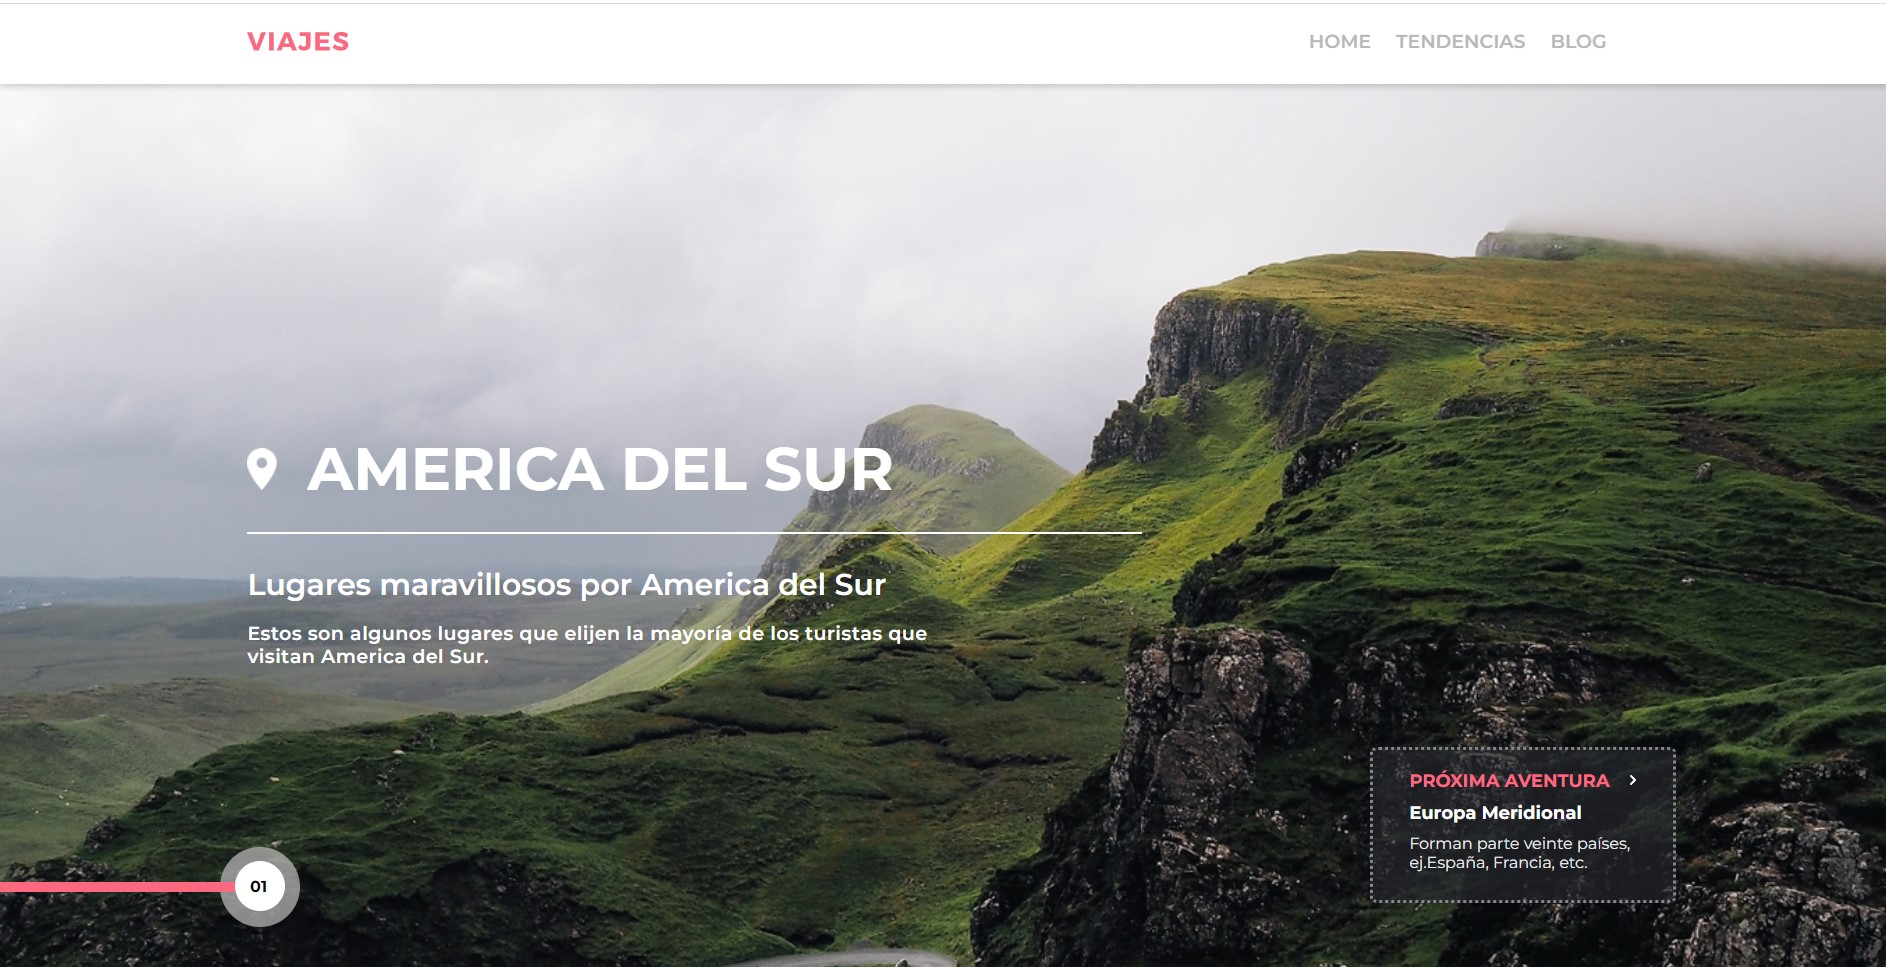 VIAJES
HOME TENDENCIAS BLOG
AMERICA DEL SUR
Lugares maravillosos por America del Sur
Estos son algunos lugares que elijen la mayoría de los turistas que
visitan America del Sur.
PRÓXIMA AVENTURA
Europa Meridional
Forman parte veinte países,
ej.España, Francia, etc.
01